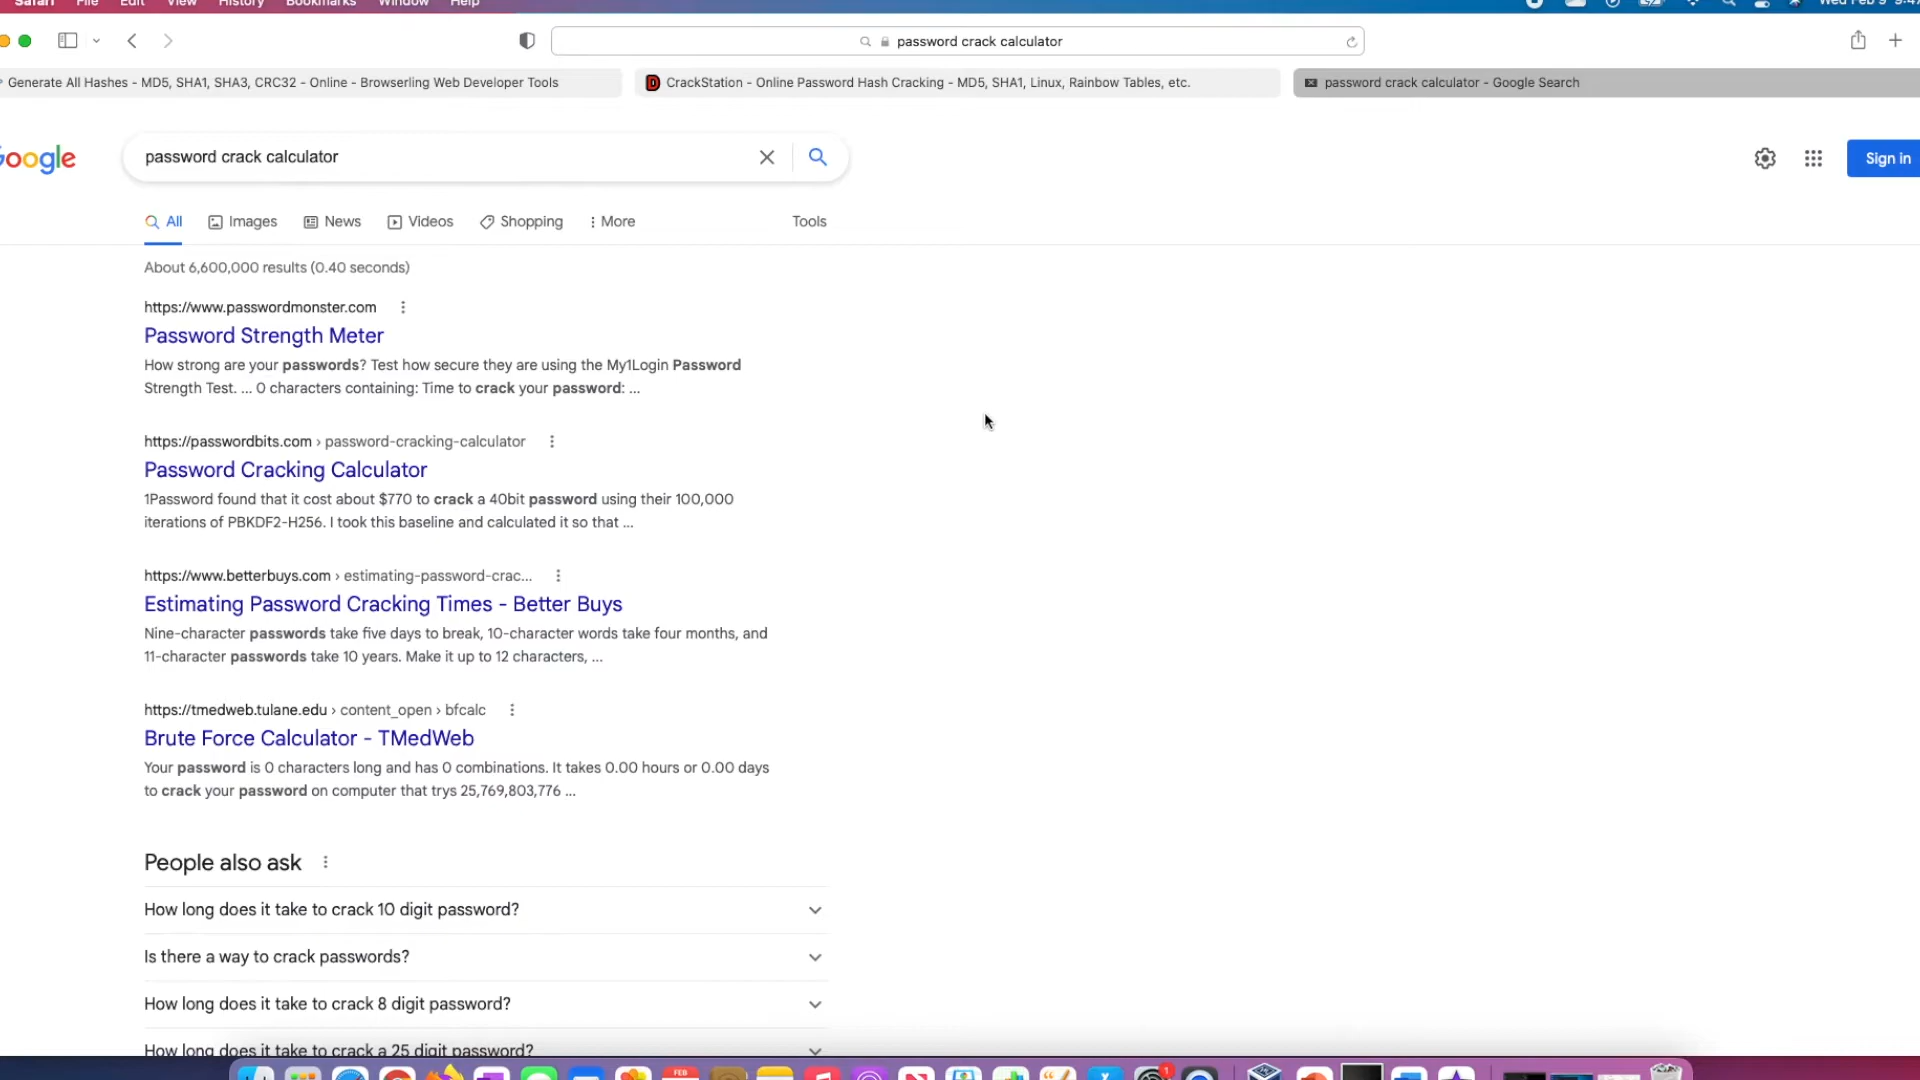 Safari File Edit View History Bookmarks Window Help Wed Feb 9 9:47
password crack calculator
Generate All Hashes - MD5, SHA1, SHA3, CRC32 - Online - Browserling Web Developer Tools
CrackStation - Online Password Hash Cracking - MD5, SHA1, Linux, Rainbow Tables, etc.
password crack calculator - Google Search
Google
password crack calculator
Sign in
All Images News Videos Shopping More Tools
About 6,600,000 results (0.40 seconds)
https://www.passwordmonster.com
Password Strength Meter
How strong are your passwords? Test how secure they are using the My1Login Password
Strength Test. ... 0 characters containing: Time to crack your password: ...
https://passwordbits.com › password-cracking-calculator
Password Cracking Calculator
1Password found that it cost about $770 to crack a 40bit password using their 100,000
iterations of PBKDF2-H256. I took this baseline and calculated it so that ...
https://www.betterbuys.com › estimating-password-crac...
Estimating Password Cracking Times - Better Buys
Nine-character passwords take five days to break, 10-character words take four months, and
11-character passwords take 10 years. Make it up to 12 characters, ...
https://tmedweb.tulane.edu › content_open › bfcalc
Brute Force Calculator - TMedWeb
Your password is 0 characters long and has 0 combinations. It takes 0.00 hours or 0.00 days
to crack your password on computer that trys 25,769,803,776 ...
People also ask
How long does it take to crack 10 digit password?
Is there a way to crack passwords?
How long does it take to crack 8 digit password?
How long does it take to crack a 25 digit password?
FEB
1